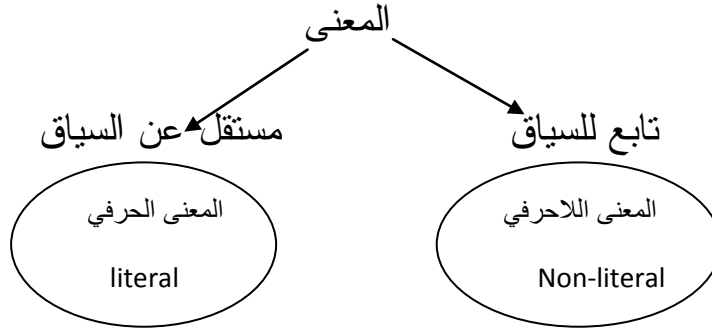 المعنى
تابع للسياق
مستقل عن السياق
المعنى اللاحرفي
Non-literal
المعنى الحرفي
literal